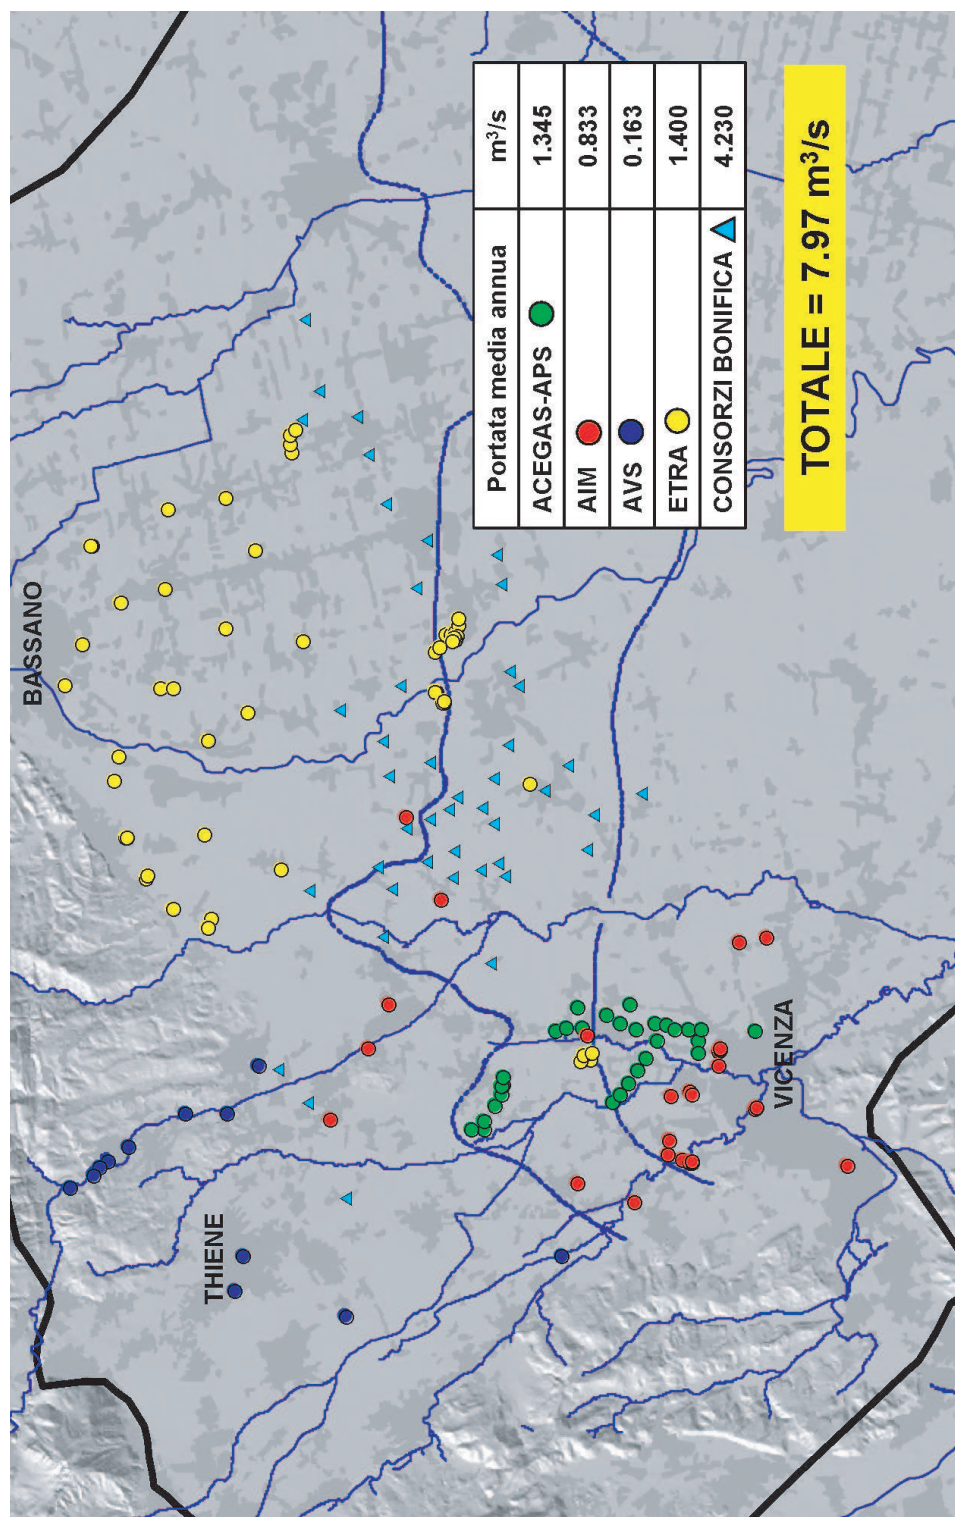 BASSANO
THIENE
VICENZA
Portata media annua m³/s
ACEGAS-APS 1.345
AIM 0.833
AVS 0.163
ETRA 1.400
CONSORZI BONIFICA 4.230
TOTALE = 7.97 m³/s